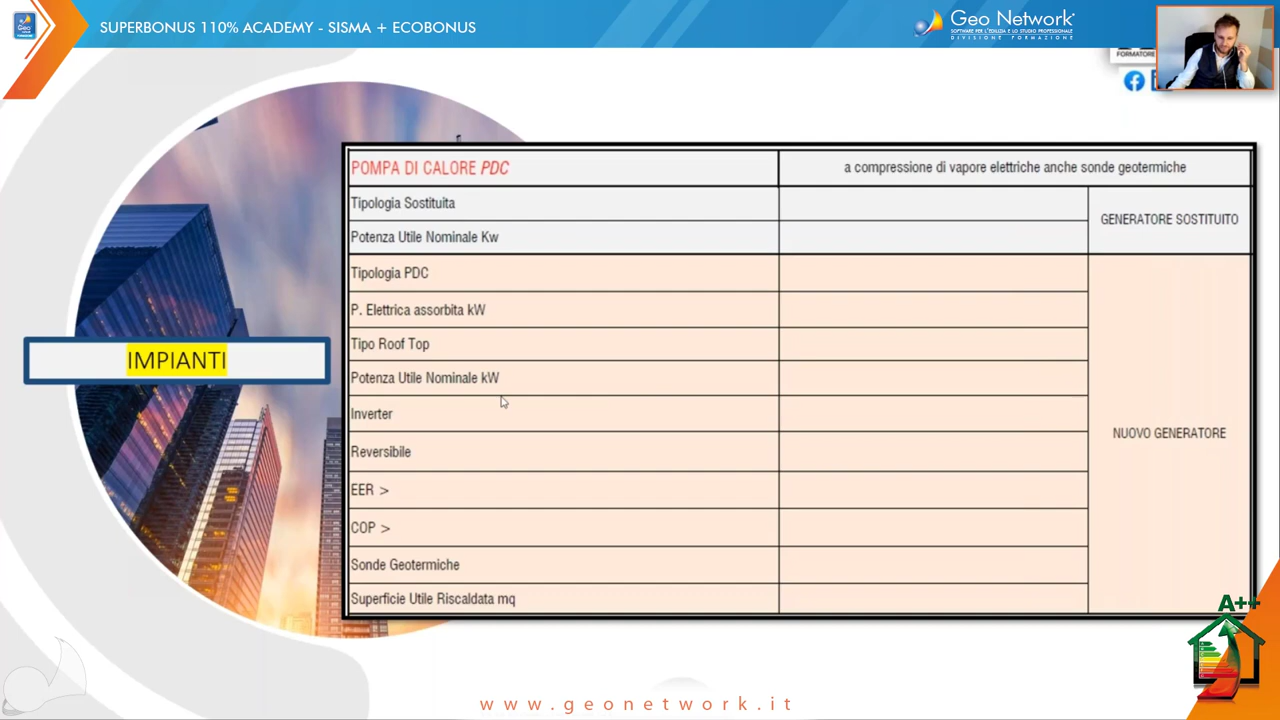 SUPERBONUS 110% ACADEMY - SISMA + ECOBONUS
Geo Network
SOFTWARE PER L'EDILIZIA E LO STUDIO PROFESSIONALE
DIVISIONE FORMAZIONE
FORMATORE
POMPA DI CALORE PDC
a compressione di vapore elettriche anche sonde geotermiche
Tipologia Sostituita
GENERATORE SOSTITUITO
Potenza Utile Nominale Kw
Tipologia PDC
P. Elettrica assorbita kW
Tipo Roof Top
IMPIANTI
Potenza Utile Nominale kW
Inverter
NUOVO GENERATORE
Reversibile
EER >
COP >
Sonde Geotermiche
Superficie Utile Riscaldata mq
A++
www.geonetwork.it